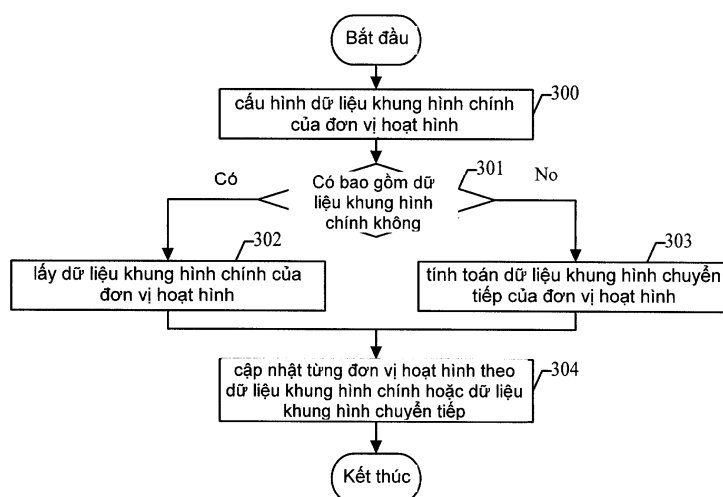 Bắt đầu
cấu hình dữ liệu khung hình chính
của đơn vị hoạt hình
300
301
Có
Có bao gồm dữ
liệu khung hình
chính không
No
302
303
lấy dữ liệu khung hình chính của
đơn vị hoạt hình
tính toán dữ liệu khung hình chuyển
tiếp của đơn vị hoạt hình
cập nhật từng đơn vị hoạt hình theo
dữ liệu khung hình chính hoặc dữ liệu
khung hình chuyển tiếp
304
Kết thúc